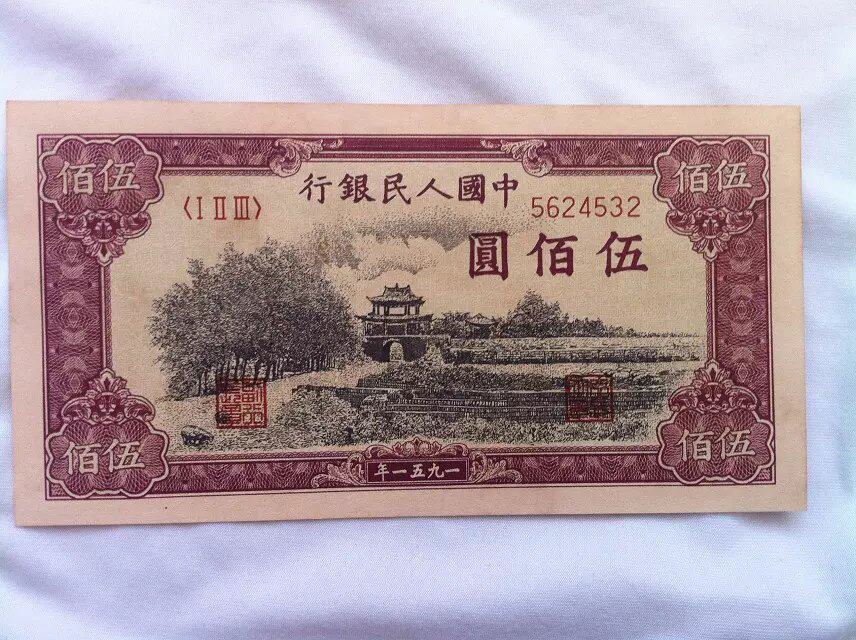 伍佰
伍佰
中國人民銀行
〈I II III〉
5624532
伍佰圓
伍佰
伍佰
一九五一年